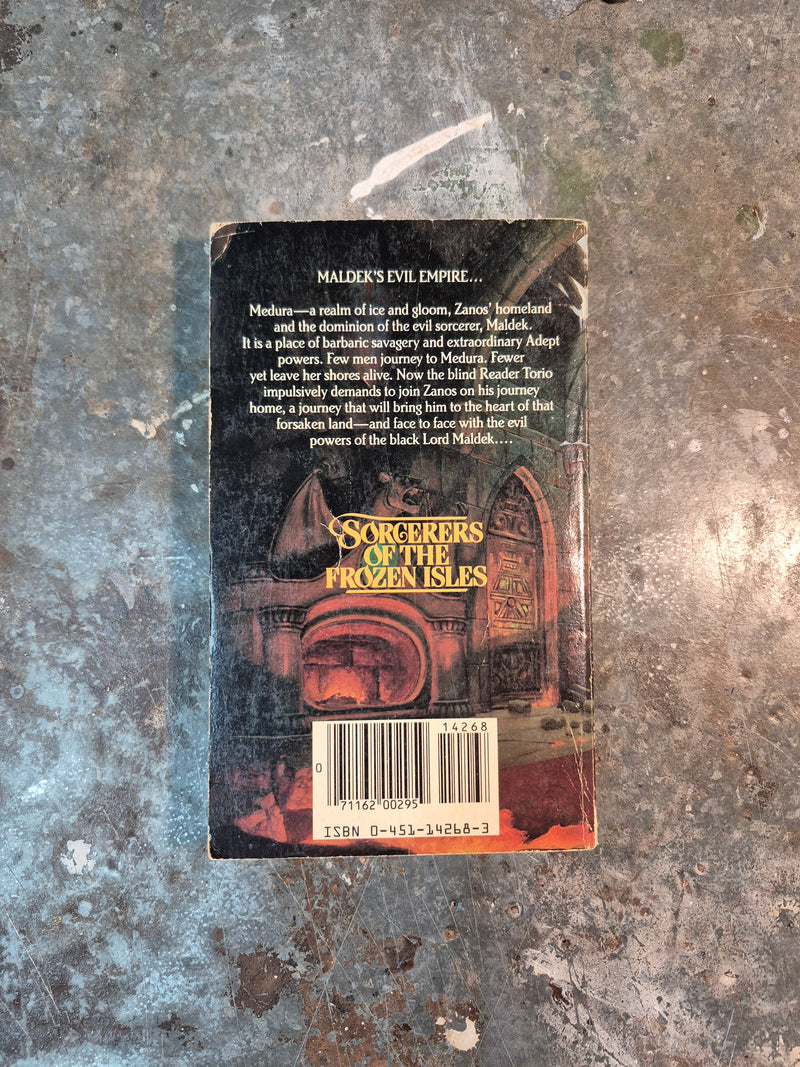 MALDEK'S EVIL EMPIRE...
Medura—a realm of ice and gloom, Zanos' homeland
and the dominion of the evil sorcerer, Maldek.
It is a place of barbaric savagery and extraordinary Adept
powers. Few men journey to Medura. Fewer
yet leave her shores alive. Now the blind Reader Torio
impulsively demands to join Zanos on his journey
home, a journey that will bring him to the heart of that
forsaken land—and face to face with the evil
powers of the black Lord Maldek....
SORCERERS
OF THE
FROZEN ISLES
14268
0
71162 00295
ISBN 0-451-14268-3